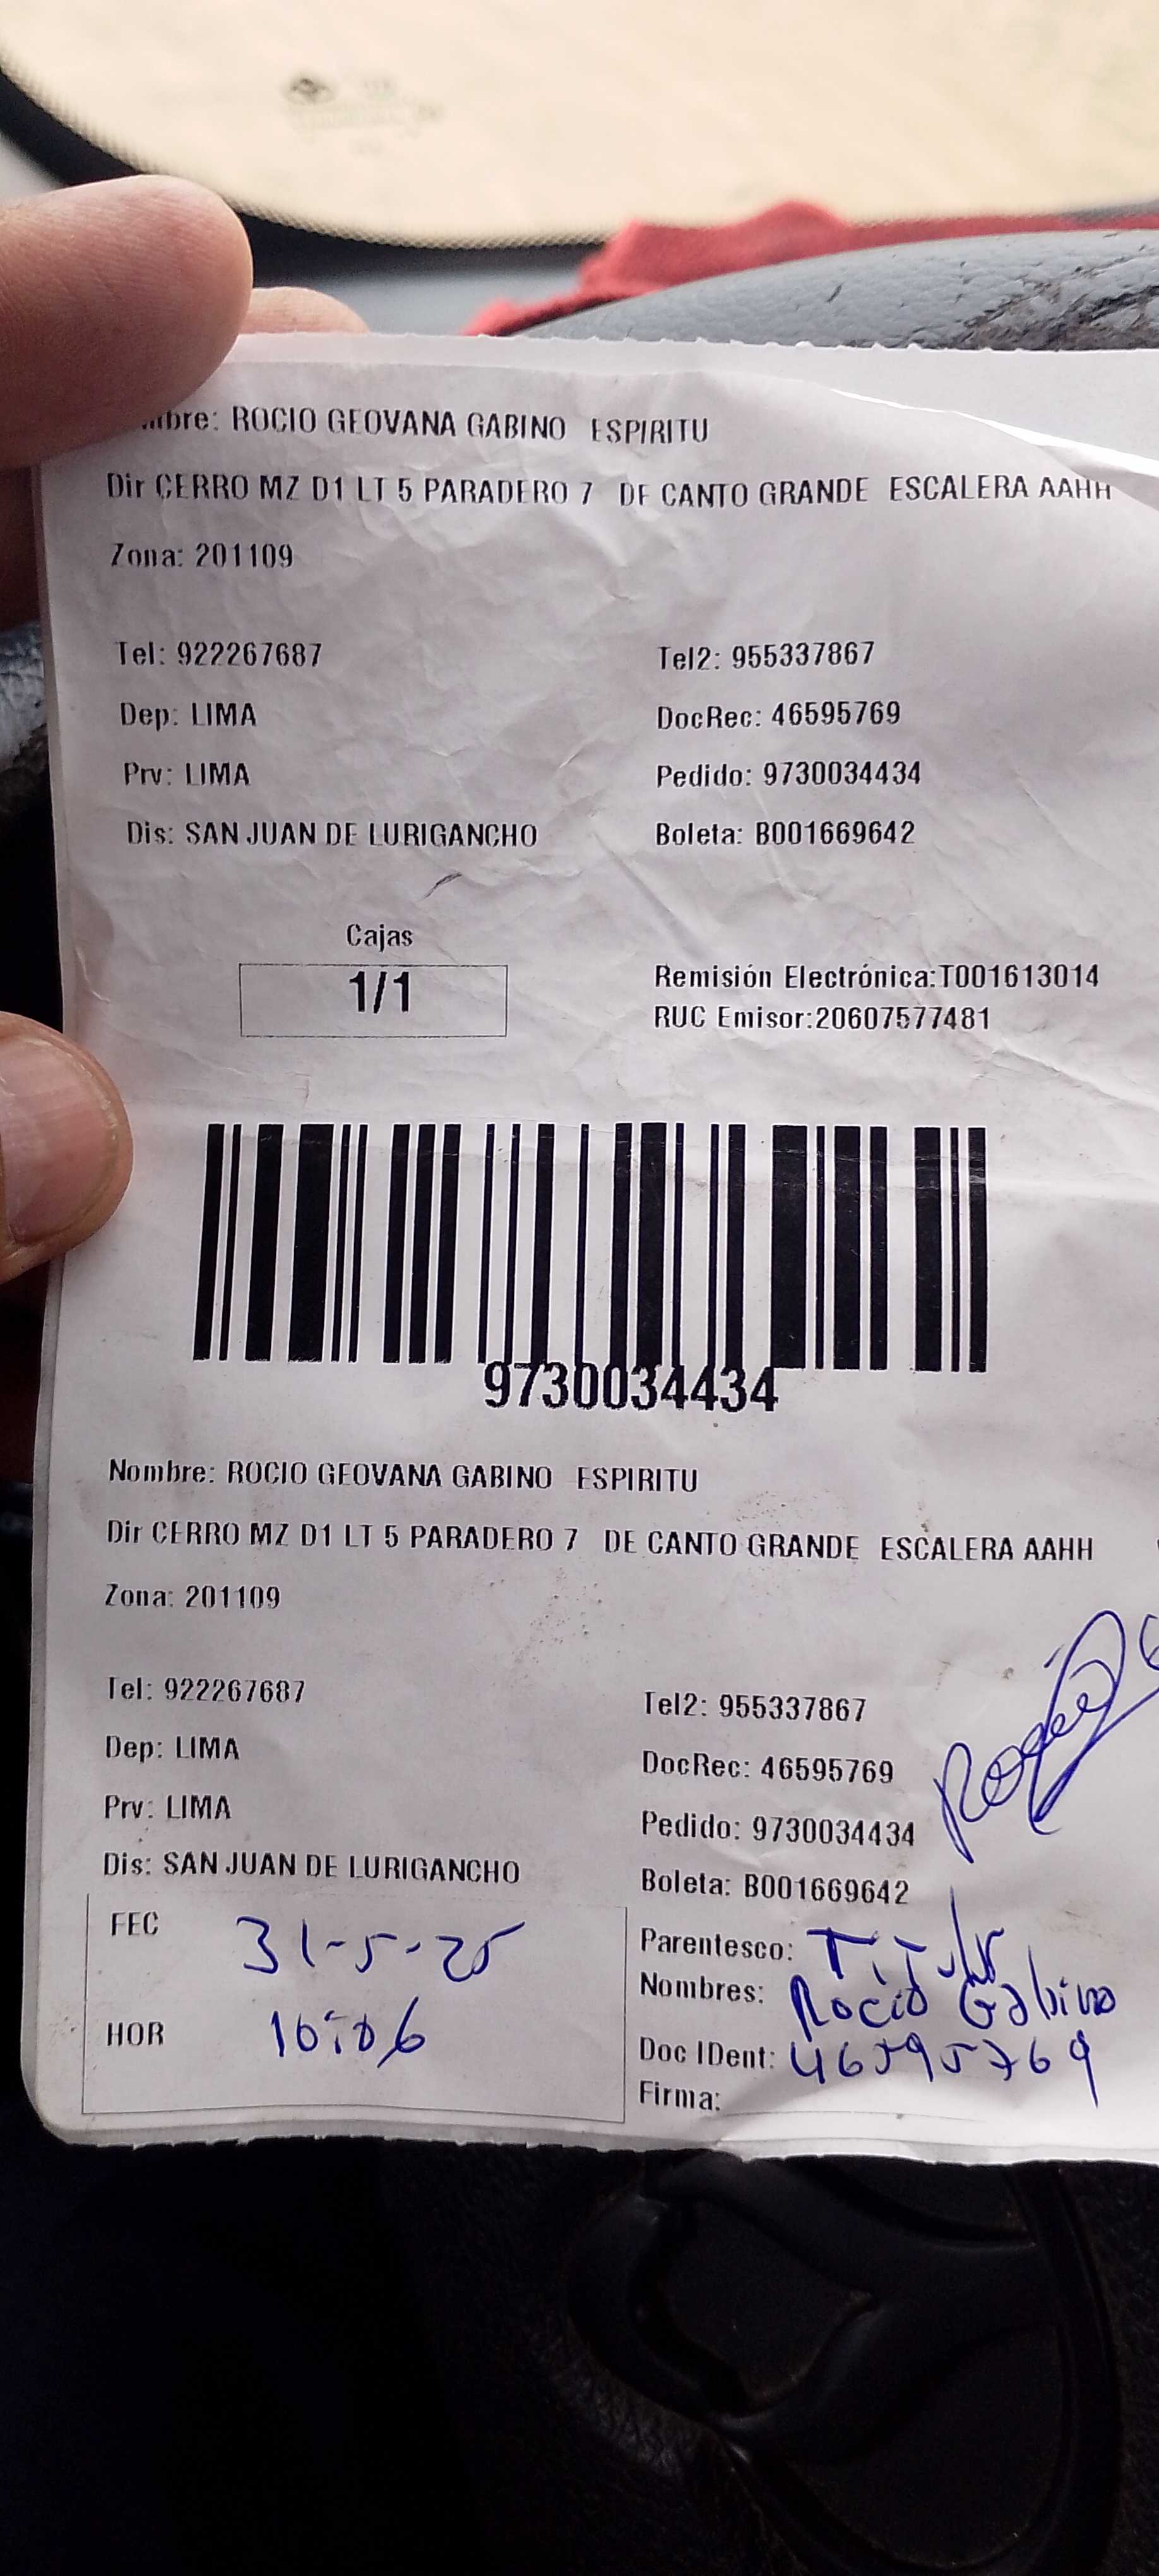 mbre: ROCIO GEOVANA GABINO ESPIRITU
Dir CERRO MZ D1 LT 5 PARADERO 7 DE CANTO GRANDE ESCALERA AAHH
Zona: 201109
Tel: 922267687 Tel2: 955337867
Dep: LIMA DocRec: 46595769
Prv: LIMA Pedido: 9730034434
Dis: SAN JUAN DE LURIGANCHO Boleta: B001669642
Cajas
1/1
Remisión Electrónica:T001613014
RUC Emisor:20607577481
9730034434
Nombre: ROCIO GEOVANA GABINO ESPIRITU
Dir CERRO MZ D1 LT 5 PARADERO 7 DE CANTO GRANDE ESCALERA AAHH
Zona: 201109
Tel: 922267687 Tel2: 955337867
Dep: LIMA DocRec: 46595769
Prv: LIMA Pedido: 9730034434
Dis: SAN JUAN DE LURIGANCHO Boleta: B001669642
FEC 31-5-25
HOR 10:06
Parentesco: Titular
Nombres: Rocio Gabino
Doc IDent: 46595769
Firma: